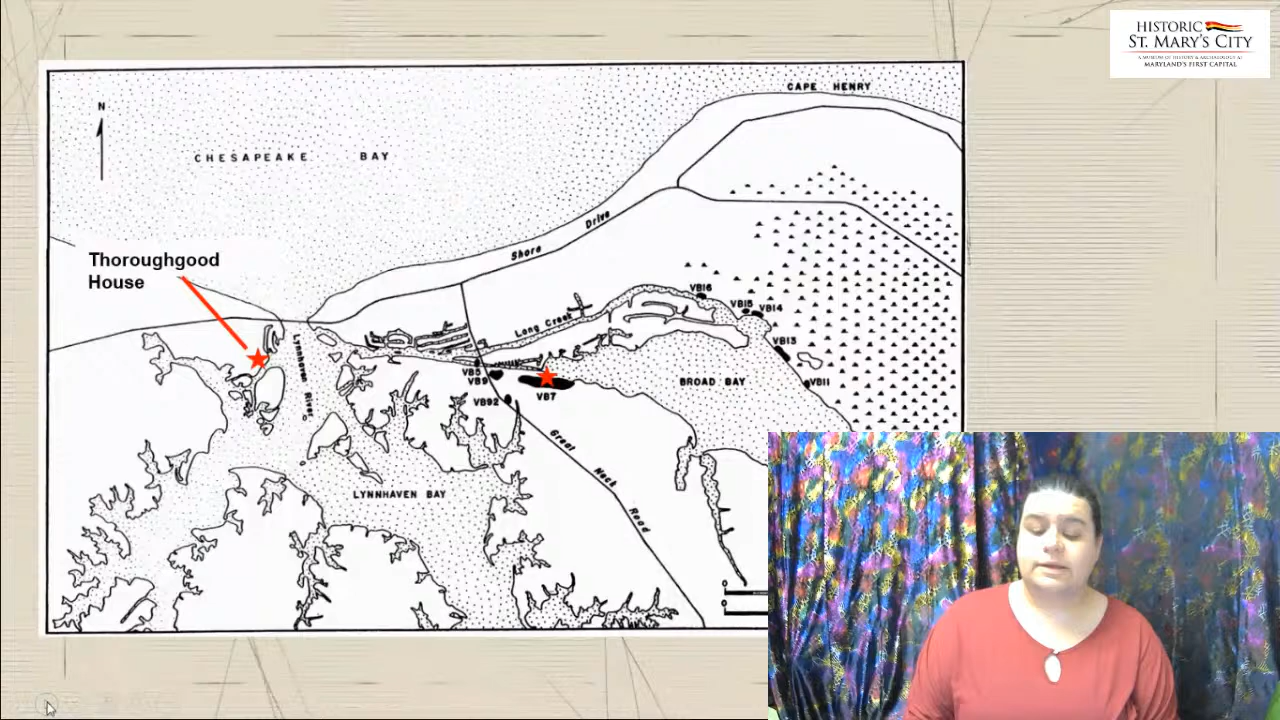 HISTORIC
ST. MARY'S CITY
A MUSEUM OF HISTORY & ARCHAEOLOGY AT
MARYLAND'S FIRST CAPITAL
CAPE HENRY
N
CHESAPEAKE BAY
Shore Drive
Thoroughgood
House
VB16
VB15
VB14
Long Creek
Lynnhaven River
VB13
VB5
VB9
BROAD BAY
VB11
VB7
VB92
Great Neck Road
LYNNHAVEN BAY
0
0